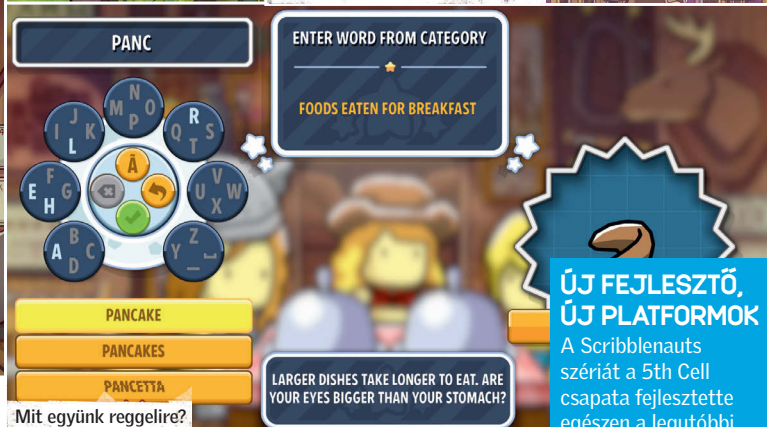 PANC
ENTER WORD FROM CATEGORY
FOODS EATEN FOR BREAKFAST
N
M O
P
J
I K
L
R
Q S
T
F
E G
H
Ā
V
U W
X
B
A C
D
Z
Y ⎵
_
PANCAKE
PANCAKES
PANCETTA
LARGER DISHES TAKE LONGER TO EAT. ARE
YOUR EYES BIGGER THAN YOUR STOMACH?
Mit együnk reggelire?
ÚJ FEJLESZTŐ,
ÚJ PLATFORMOK
A Scribblenauts
szériát a 5th Cell
csapata fejlesztette
egészen a legutóbbi